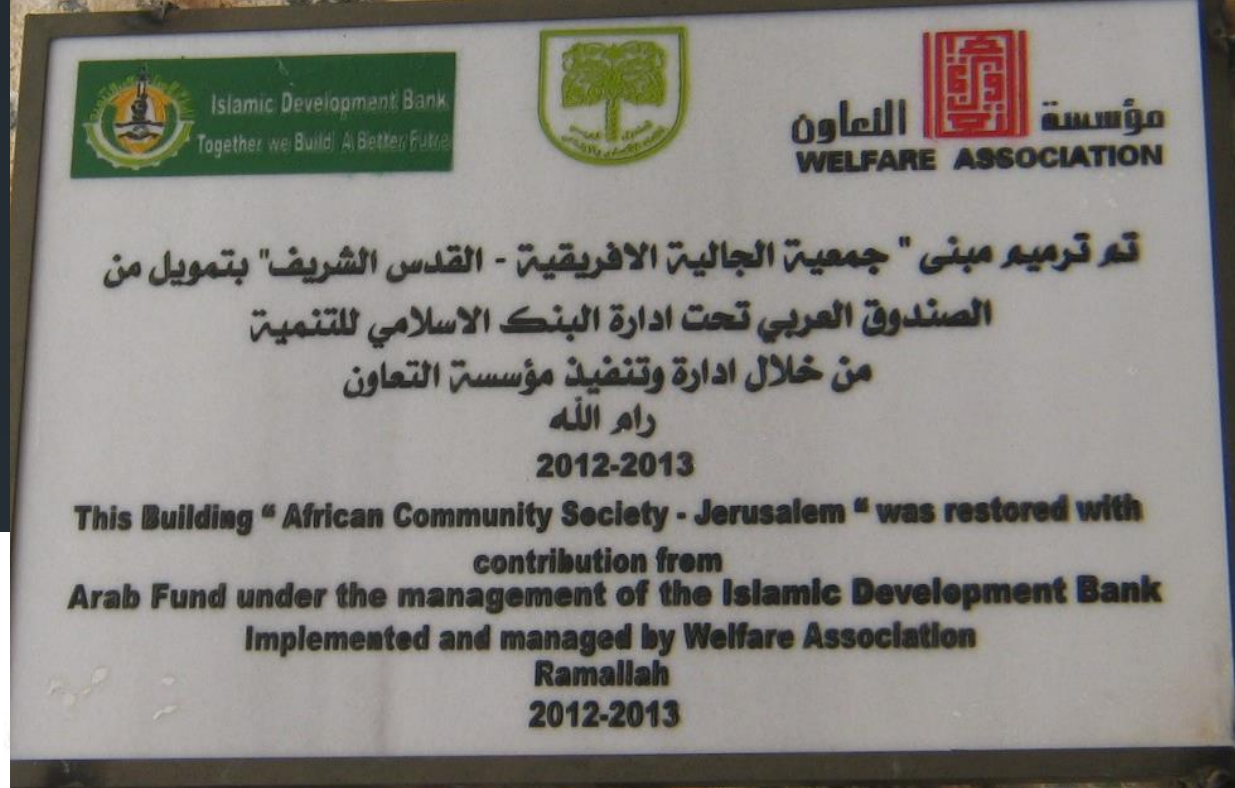 Islamic Development Bank
Together we Build A Better Futre
مؤسسة التعاون
WELFARE ASSOCIATION
تم ترميم مبنى " جمعية الجالية الافريقية - القدس الشريف" بتمويل من
الصندوق العربي تحت ادارة البنك الاسلامي للتنمية
من خلال ادارة وتنفيذ مؤسسة التعاون
رام الله
2012-2013
This Building “ African Community Society - Jerusalem “ was restored with
contribution from
Arab Fund under the management of the Islamic Development Bank
Implemented and managed by Welfare Association
Ramallah
2012-2013